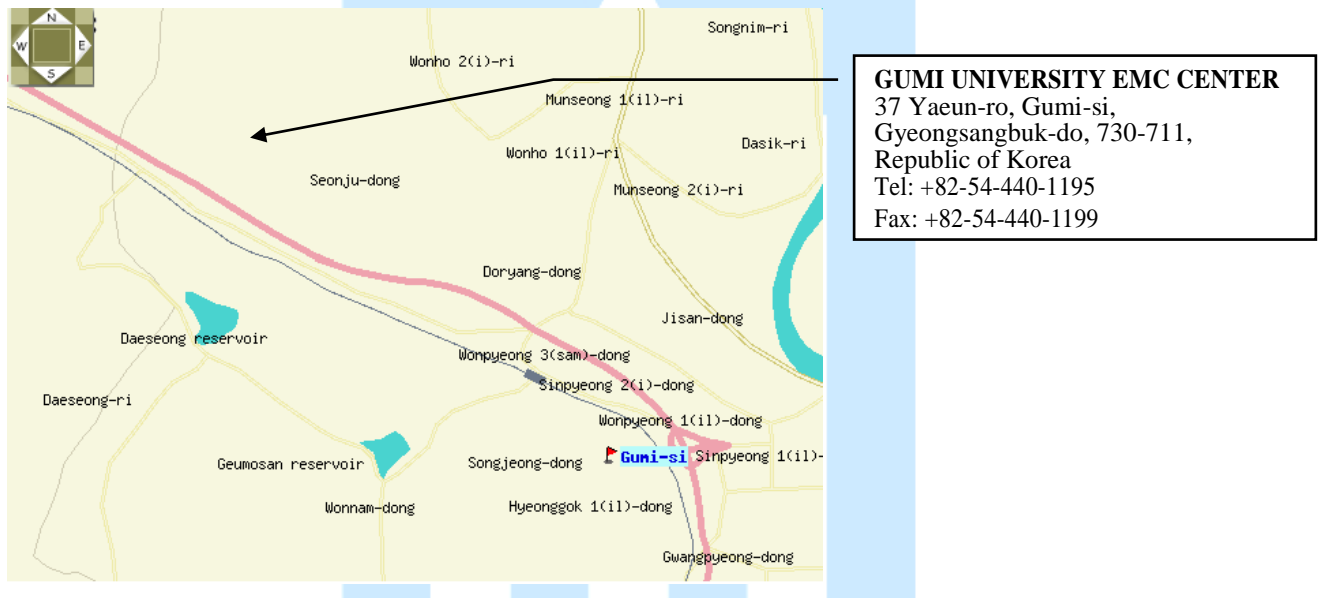 N
W
E
S
Songnim-ri
Wonho 2(i)-ri
Munseong 1(il)-ri
Dasik-ri
Wonho 1(il)-ri
Seonju-dong
Munseong 2(i)-ri
Doryang-dong
Jisan-dong
Daeseong reservoir
Wonpyeong 3(sam)-dong
Sinpyeong 2(i)-dong
Daeseong-ri
Wonpyeong 1(il)-dong
Geumosan reservoir
Songjeong-dong
Gumi-si
Sinpyeong 1(il)-
Wonnam-dong
Hyeonggok 1(il)-dong
Gwangpyeong-dong
GUMI UNIVERSITY EMC CENTER
37 Yaeun-ro, Gumi-si,
Gyeongsangbuk-do, 730-711,
Republic of Korea
Tel: +82-54-440-1195
Fax: +82-54-440-1199